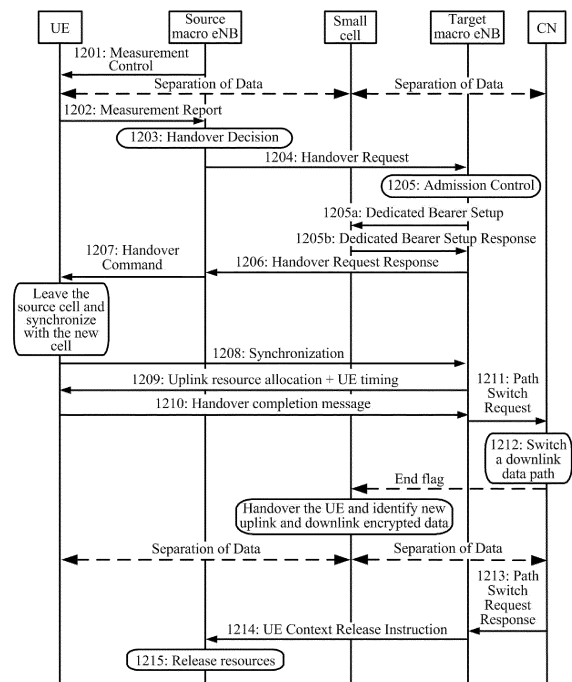 UE
Source
macro eNB
Small
cell
Target
macro eNB
CN
1201: Measurement
Control
Separation of Data
Separation of Data
1202: Measurement Report
1203: Handover Decision
1204: Handover Request
1205: Admission Control
1205a: Dedicated Bearer Setup
1205b: Dedicated Bearer Setup Response
1207: Handover
Command
1206: Handover Request Response
Leave the
source cell and
synchronize
with the new
cell
1208: Synchronization
1209: Uplink resource allocation + UE timing
1211: Path
Switch
Request
1210: Handover completion message
1212: Switch
a downlink
data path
End flag
Handover the UE and identify new
uplink and downlink encrypted data
Separation of Data
Separation of Data
1213: Path
Switch
Request
Response
1214: UE Context Release Instruction
1215: Release resources